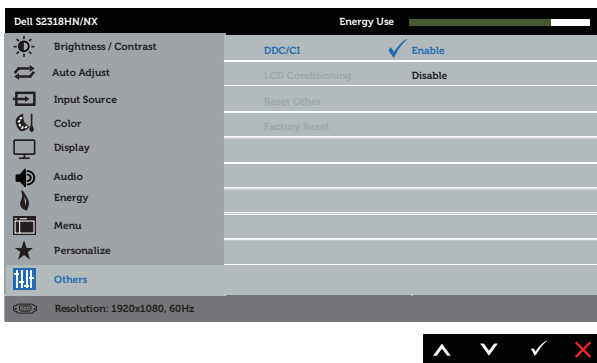 Dell S2318HN/NX Energy Use
Brightness / Contrast
DDC/CI Enable
Auto Adjust
LCD Conditioning Disable
Input Source
Reset Other
Color
Factory Reset
Display
Audio
Energy
Menu
Personalize
Others
Resolution: 1920x1080, 60Hz